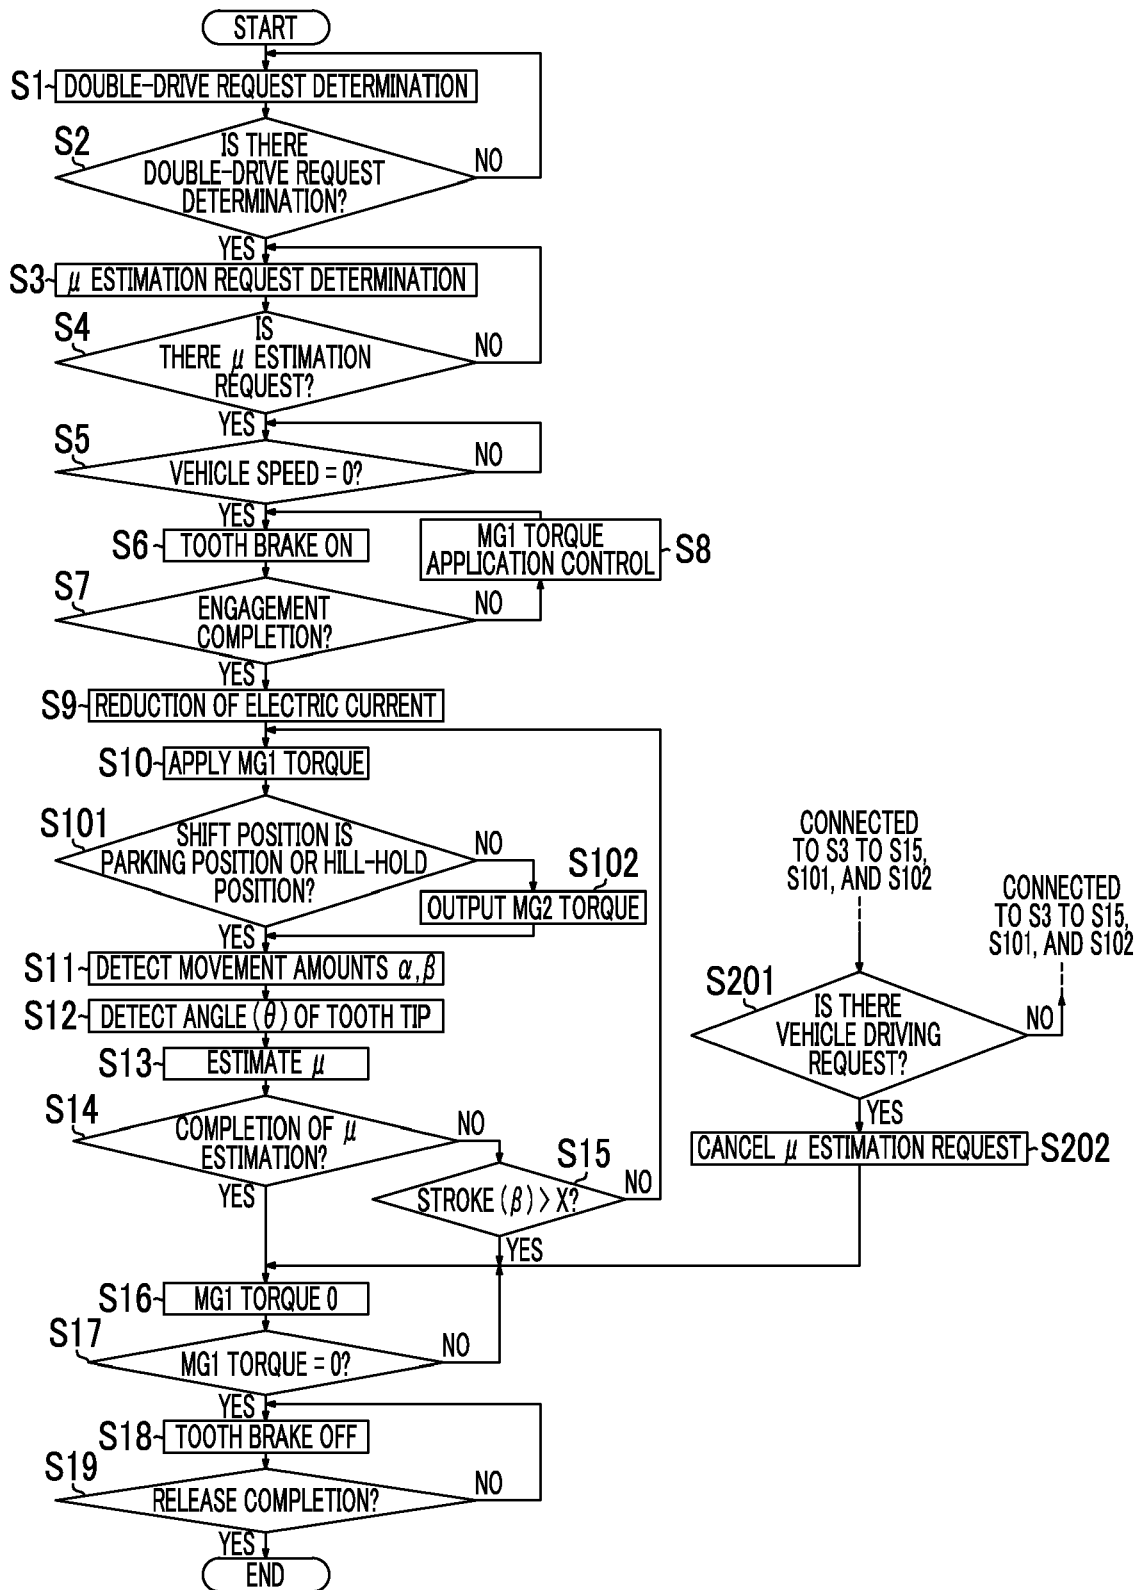 START
S1
DOUBLE-DRIVE REQUEST DETERMINATION
S2
IS THERE
DOUBLE-DRIVE REQUEST
DETERMINATION?
NO
YES
S3
μ ESTIMATION REQUEST DETERMINATION
S4
IS
THERE μ ESTIMATION
REQUEST?
NO
YES
S5
VEHICLE SPEED = 0?
NO
YES
S6
TOOTH BRAKE ON
MG1 TORQUE
APPLICATION CONTROL
S8
S7
ENGAGEMENT
COMPLETION?
NO
YES
S9
REDUCTION OF ELECTRIC CURRENT
S10
APPLY MG1 TORQUE
S101
SHIFT POSITION IS
PARKING POSITION OR HILL-HOLD
POSITION?
NO
S102
OUTPUT MG2 TORQUE
YES
S11
DETECT MOVEMENT AMOUNTS α, β
S12
DETECT ANGLE (θ) OF TOOTH TIP
S13
ESTIMATE μ
S14
COMPLETION OF μ
ESTIMATION?
NO
YES
S15
STROKE (β) > X?
NO
YES
CONNECTED
TO S3 TO S15,
S101, AND S102
CONNECTED
TO S3 TO S15,
S101, AND S102
S201
IS THERE
VEHICLE DRIVING
REQUEST?
NO
YES
CANCEL μ ESTIMATION REQUEST
S202
S16
MG1 TORQUE 0
S17
MG1 TORQUE = 0?
NO
YES
S18
TOOTH BRAKE OFF
S19
RELEASE COMPLETION?
NO
YES
END